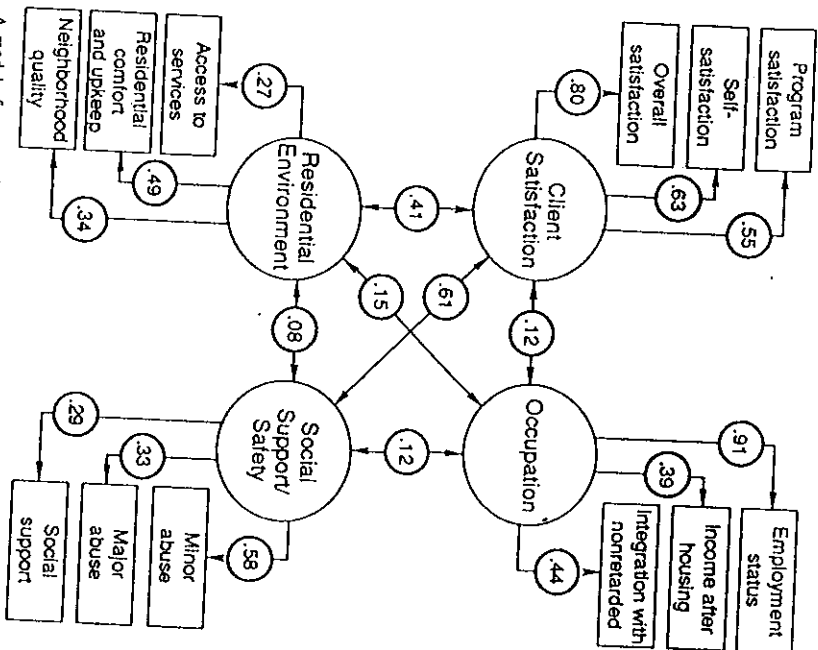 Program
satisfaction
Self-
satisfaction
Overall
satisfaction
.55
.63
.80
Client
Satisfaction
.12
Occupation
.91
.39
.44
Employment
status
Income after
housing
Integration with
nonretarded
.41
.61
.15
.12
Residential
Environment
.08
Social
Support/
Safety
.27
.49
.34
Access to
services
Residential
comfort
and upkeep
Neighborhood
quality
.58
.33
.29
Minor
abuse
Major
abuse
Social
support
A model